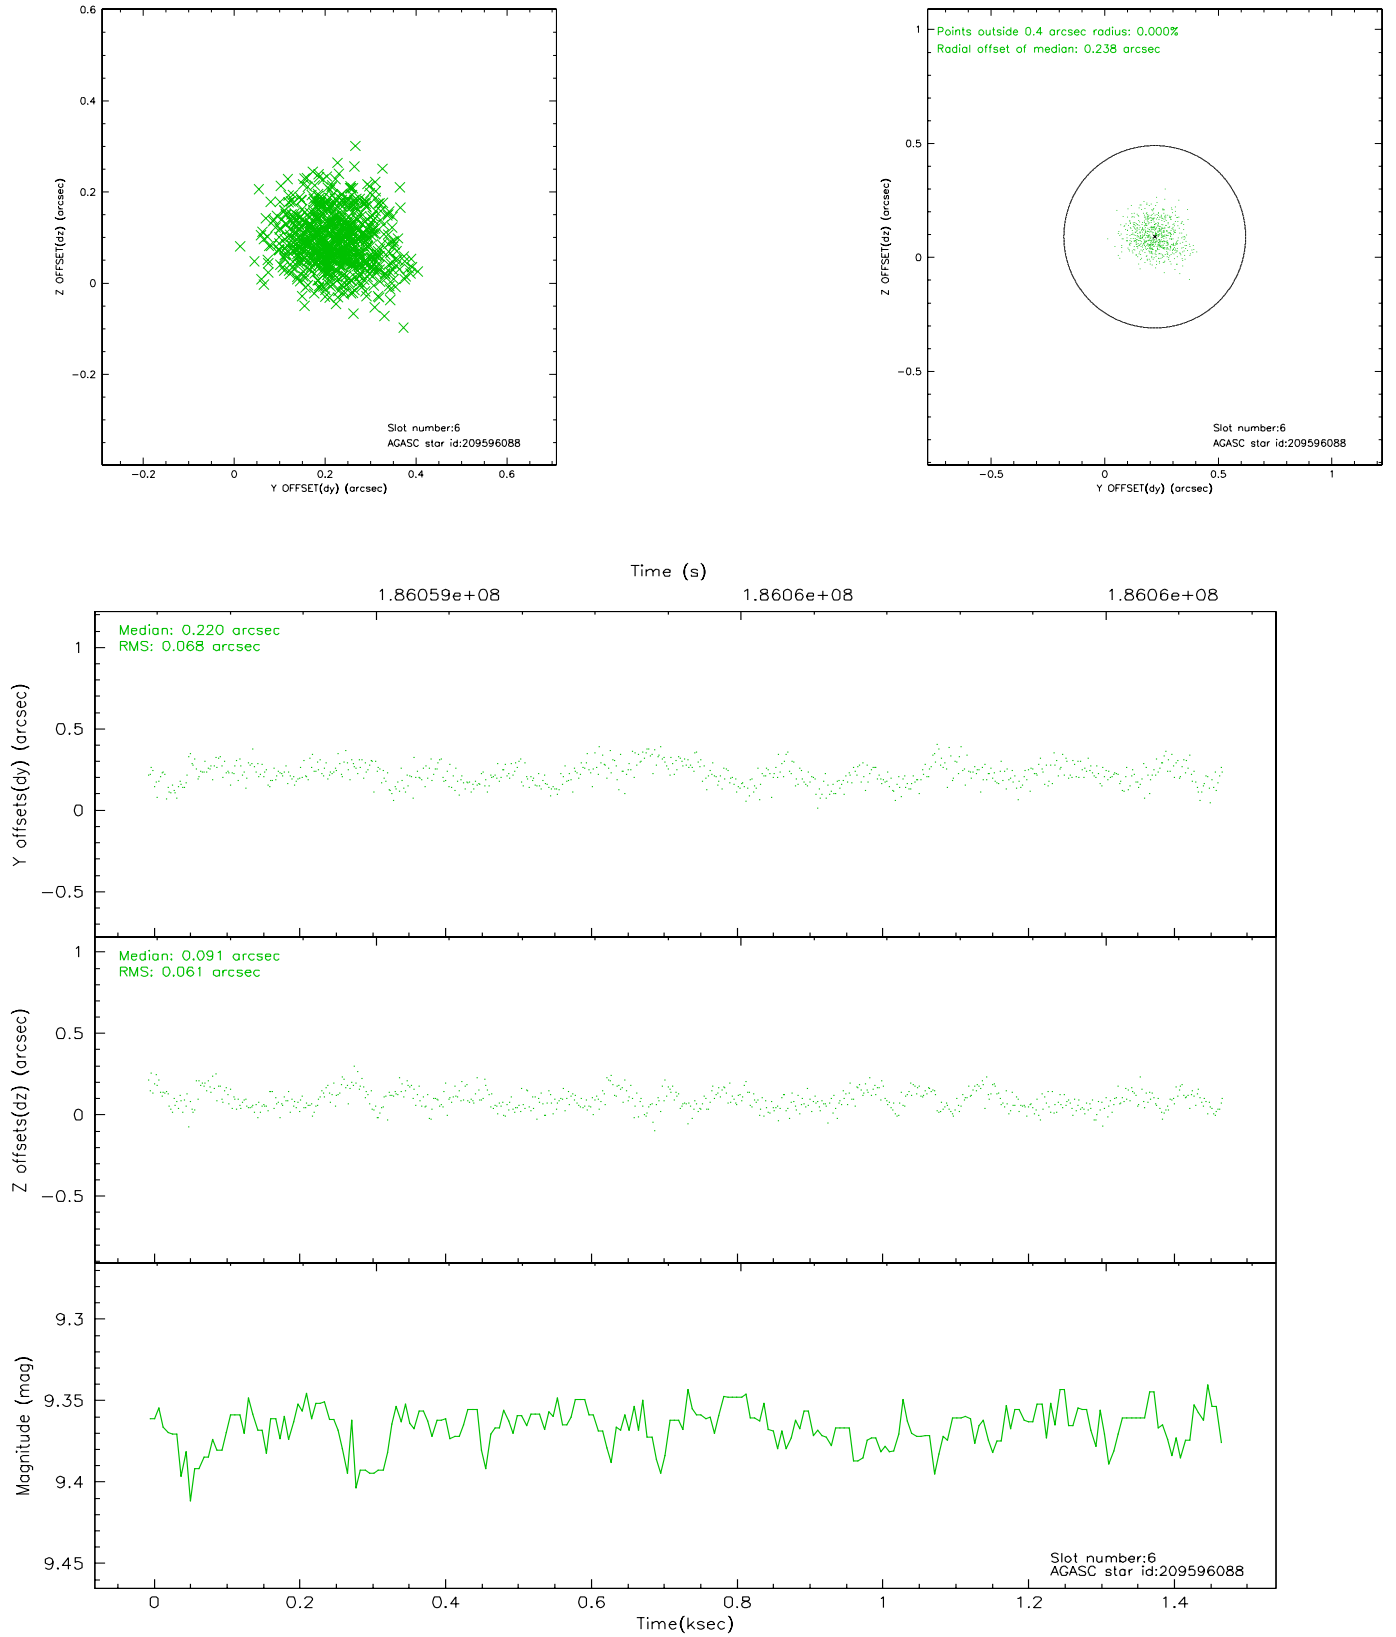 0.6
0.4
0.2
0
-0.2
Z OFFSET(dz) (arcsec)
Slot number:6
AGASC star id:209596088
-0.2 0 0.2 0.4 0.6
Y OFFSET(dy) (arcsec)
Points outside 0.4 arcsec radius: 0.000%
Radial offset of median: 0.238 arcsec
1
0.5
0
-0.5
Z OFFSET(dz) (arcsec)
Slot number:6
AGASC star id:209596088
-0.5 0 0.5 1
Y OFFSET(dy) (arcsec)
Time (s)
1.86059e+08 1.8606e+08 1.8606e+08
Median: 0.220 arcsec
RMS: 0.068 arcsec
1
0.5
0
-0.5
Y offsets(dy) (arcsec)
Median: 0.091 arcsec
RMS: 0.061 arcsec
1
0.5
0
-0.5
Z offsets(dz) (arcsec)
9.3
9.35
9.4
9.45
Magnitude (mag)
Slot number:6
AGASC star id:209596088
0 0.2 0.4 0.6 0.8 1 1.2 1.4
Time(ksec)